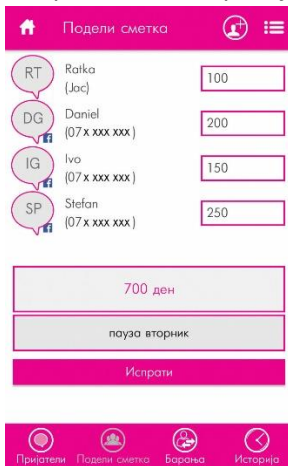 Подели сметка
RT Ratka 100
(Јас)
DG Daniel 200
(07x xxx xxx)
IG Ivo 150
(07x xxx xxx)
SP Stefan 250
(07x xxx xxx)
700 ден
пауза вторник
Испрати
Пријатели Подели сметка Барања Историја